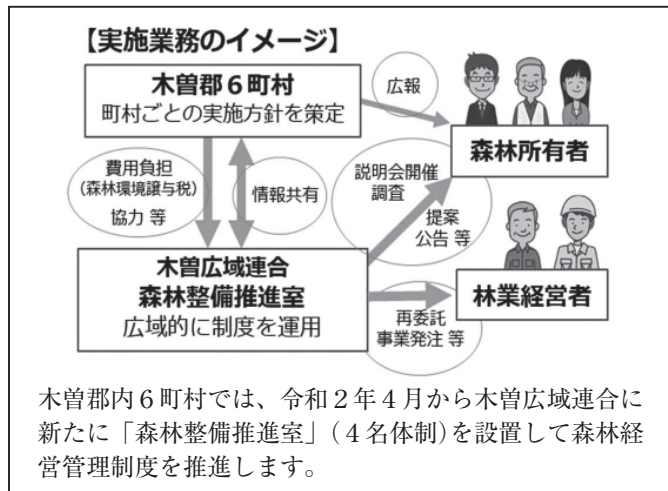 【実施業務のイメージ】
木曽郡6町村
町村ごとの実施方針を策定
広報
森林所有者
費用負担
(森林環境譲与税)
協力 等
情報共有
説明会開催
調査
提案
公告 等
木曽広域連合
森林整備推進室
広域的に制度を運用
林業経営者
再委託
事業発注 等
木曽郡内6町村では、令和2年4月から木曽広域連合に
新たに「森林整備推進室」(4名体制)を設置して森林経
営管理制度を推進します。